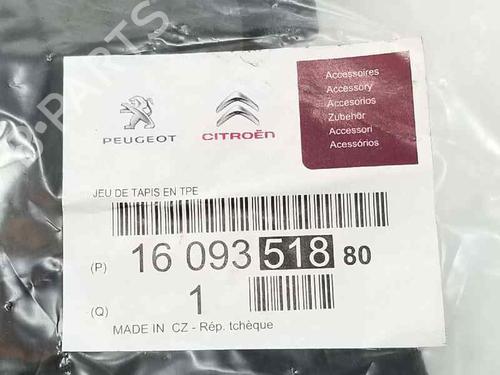 PEUGEOT
CITROËN
Accessoires
Accessory
Accesorios
Zubehör
Accessori
Acessórios
JEU DE TAPIS EN TPE
(P) 16 093 518 80
(Q) 1
MADE IN CZ - Rép. tchèque